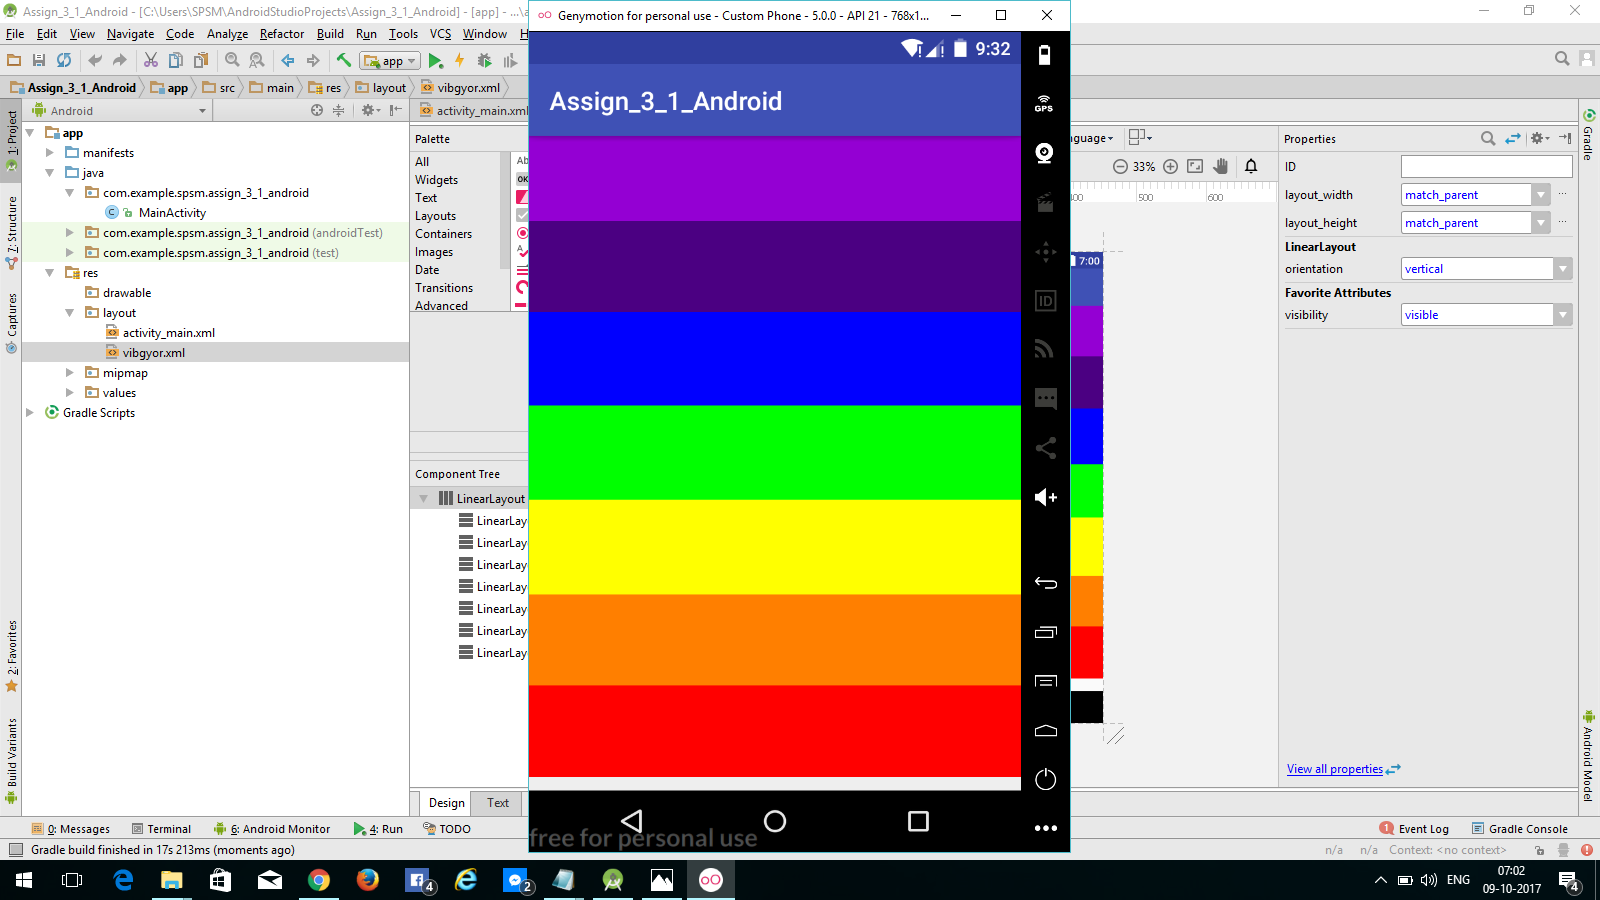 Assign_3_1_Android - [C:\Users\SPSM\AndroidStudioProjects\Assign_3_1_Android] - [app] - ...\a
Genymotion for personal use - Custom Phone - 5.0.0 - API 21 - 768x1...
File Edit View Navigate Code Analyze Refactor Build Run Tools VCS Window H
app
9:32
Assign_3_1_Android app src main res layout vibgyor.xml
GPS
Assign_3_1_Android
1: Project
Android
activity_main.xml
nguage
Gradle
app
manifests
java
com.example.spsm.assign_3_1_android
MainActivity
com.example.spsm.assign_3_1_android (androidTest)
com.example.spsm.assign_3_1_android (test)
res
drawable
layout
activity_main.xml
vibgyor.xml
mipmap
values
Gradle Scripts
7: Structure
Captures
2: Favorites
Build Variants
Palette
All
Widgets
Text
Layouts
Containers
Images
Date
Transitions
Advanced
Ab
OK
ID
33%
400 500 600
7:00
Component Tree
LinearLayout
LinearLay
LinearLay
LinearLay
LinearLay
LinearLay
LinearLay
LinearLay
Design Text
Properties
ID
layout_width match_parent ...
layout_height match_parent ...
LinearLayout
orientation vertical
Favorite Attributes
visibility visible
View all properties
Android Model
free for personal use
0: Messages Terminal 6: Android Monitor 4: Run TODO
1 Event Log Gradle Console
Gradle build finished in 17s 213ms (moments ago)
n/a n/a Context: <no context>
4 2
ENG
07:02
09-10-2017
4